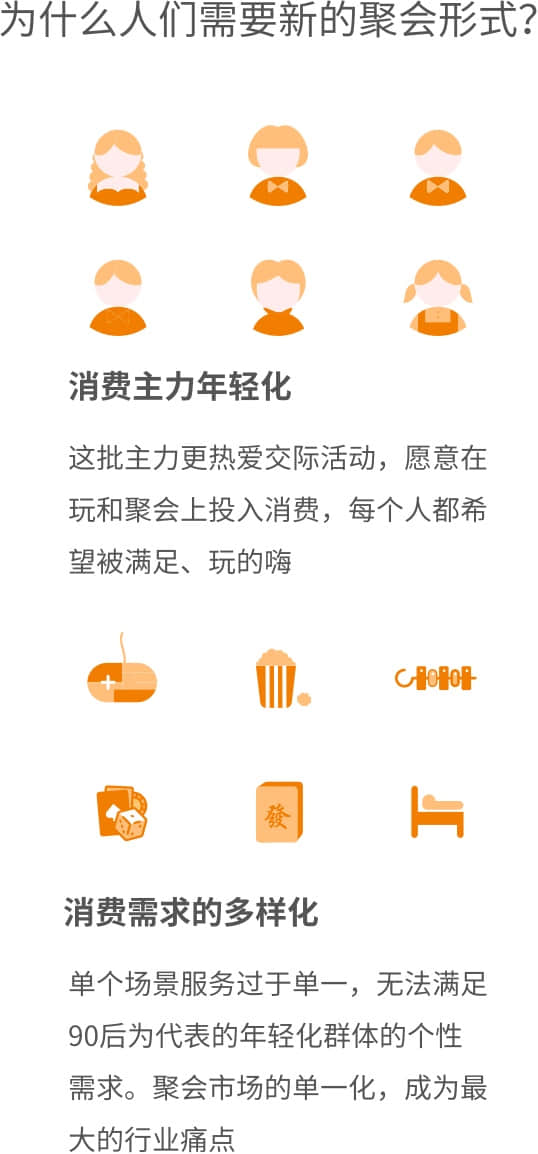 为什么人们需要新的聚会形式？
消费主力年轻化
这批主力更热爱交际活动，愿意在
玩和聚会上投入消费，每个人都希
望被满足、玩的嗨
發
消费需求的多样化
单个场景服务过于单一，无法满足
90后为代表的年轻化群体的个性
需求。聚会市场的单一化，成为最
大的行业痛点